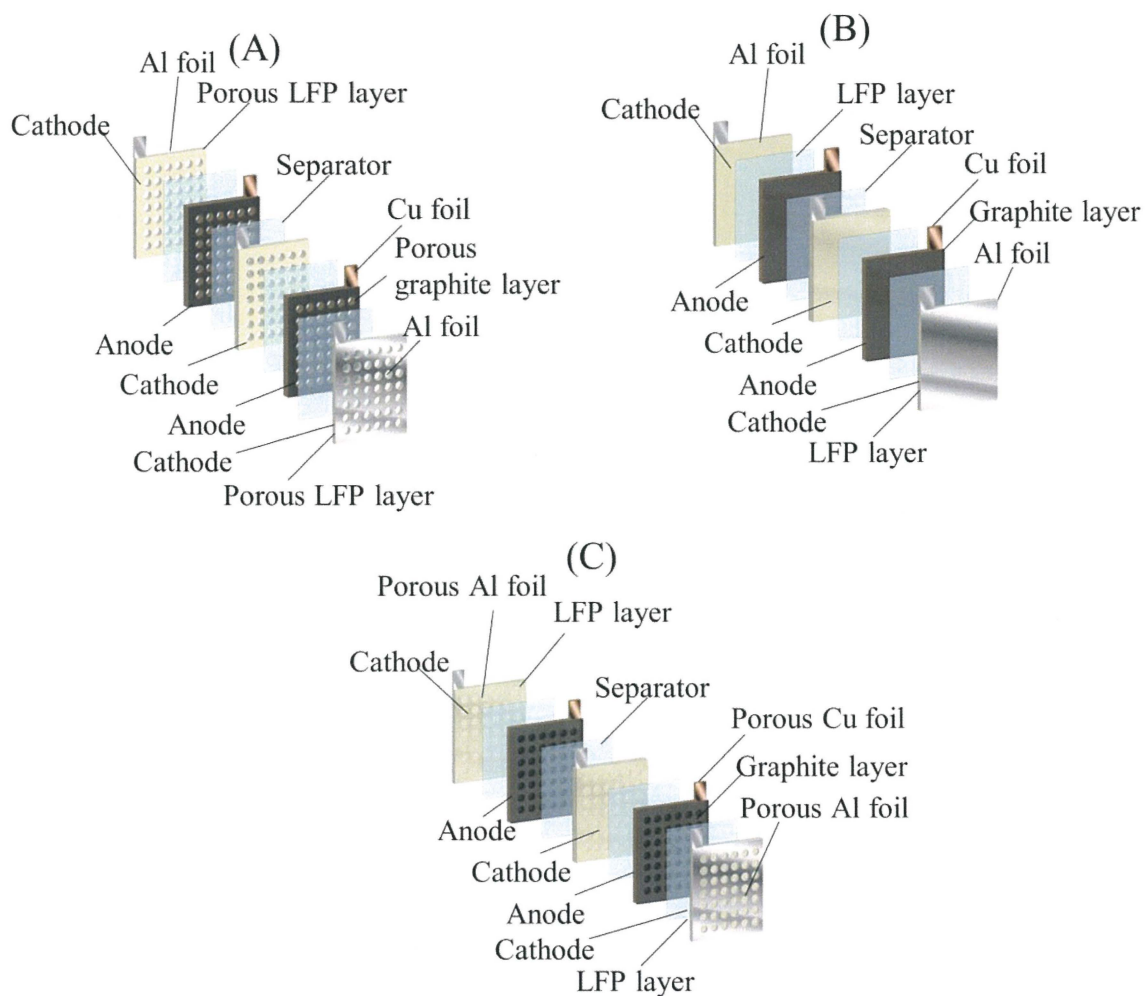 (A)
Al foil
Porous LFP layer
Cathode
Separator
Cu foil
Porous
graphite layer
Al foil
Anode
Cathode
Anode
Cathode
Porous LFP layer
(B)
Al foil
LFP layer
Cathode
Separator
Cu foil
Graphite layer
Al foil
Anode
Cathode
Anode
Cathode
LFP layer
(C)
Porous Al foil
LFP layer
Cathode
Separator
Porous Cu foil
Graphite layer
Porous Al foil
Anode
Cathode
Anode
Cathode
LFP layer